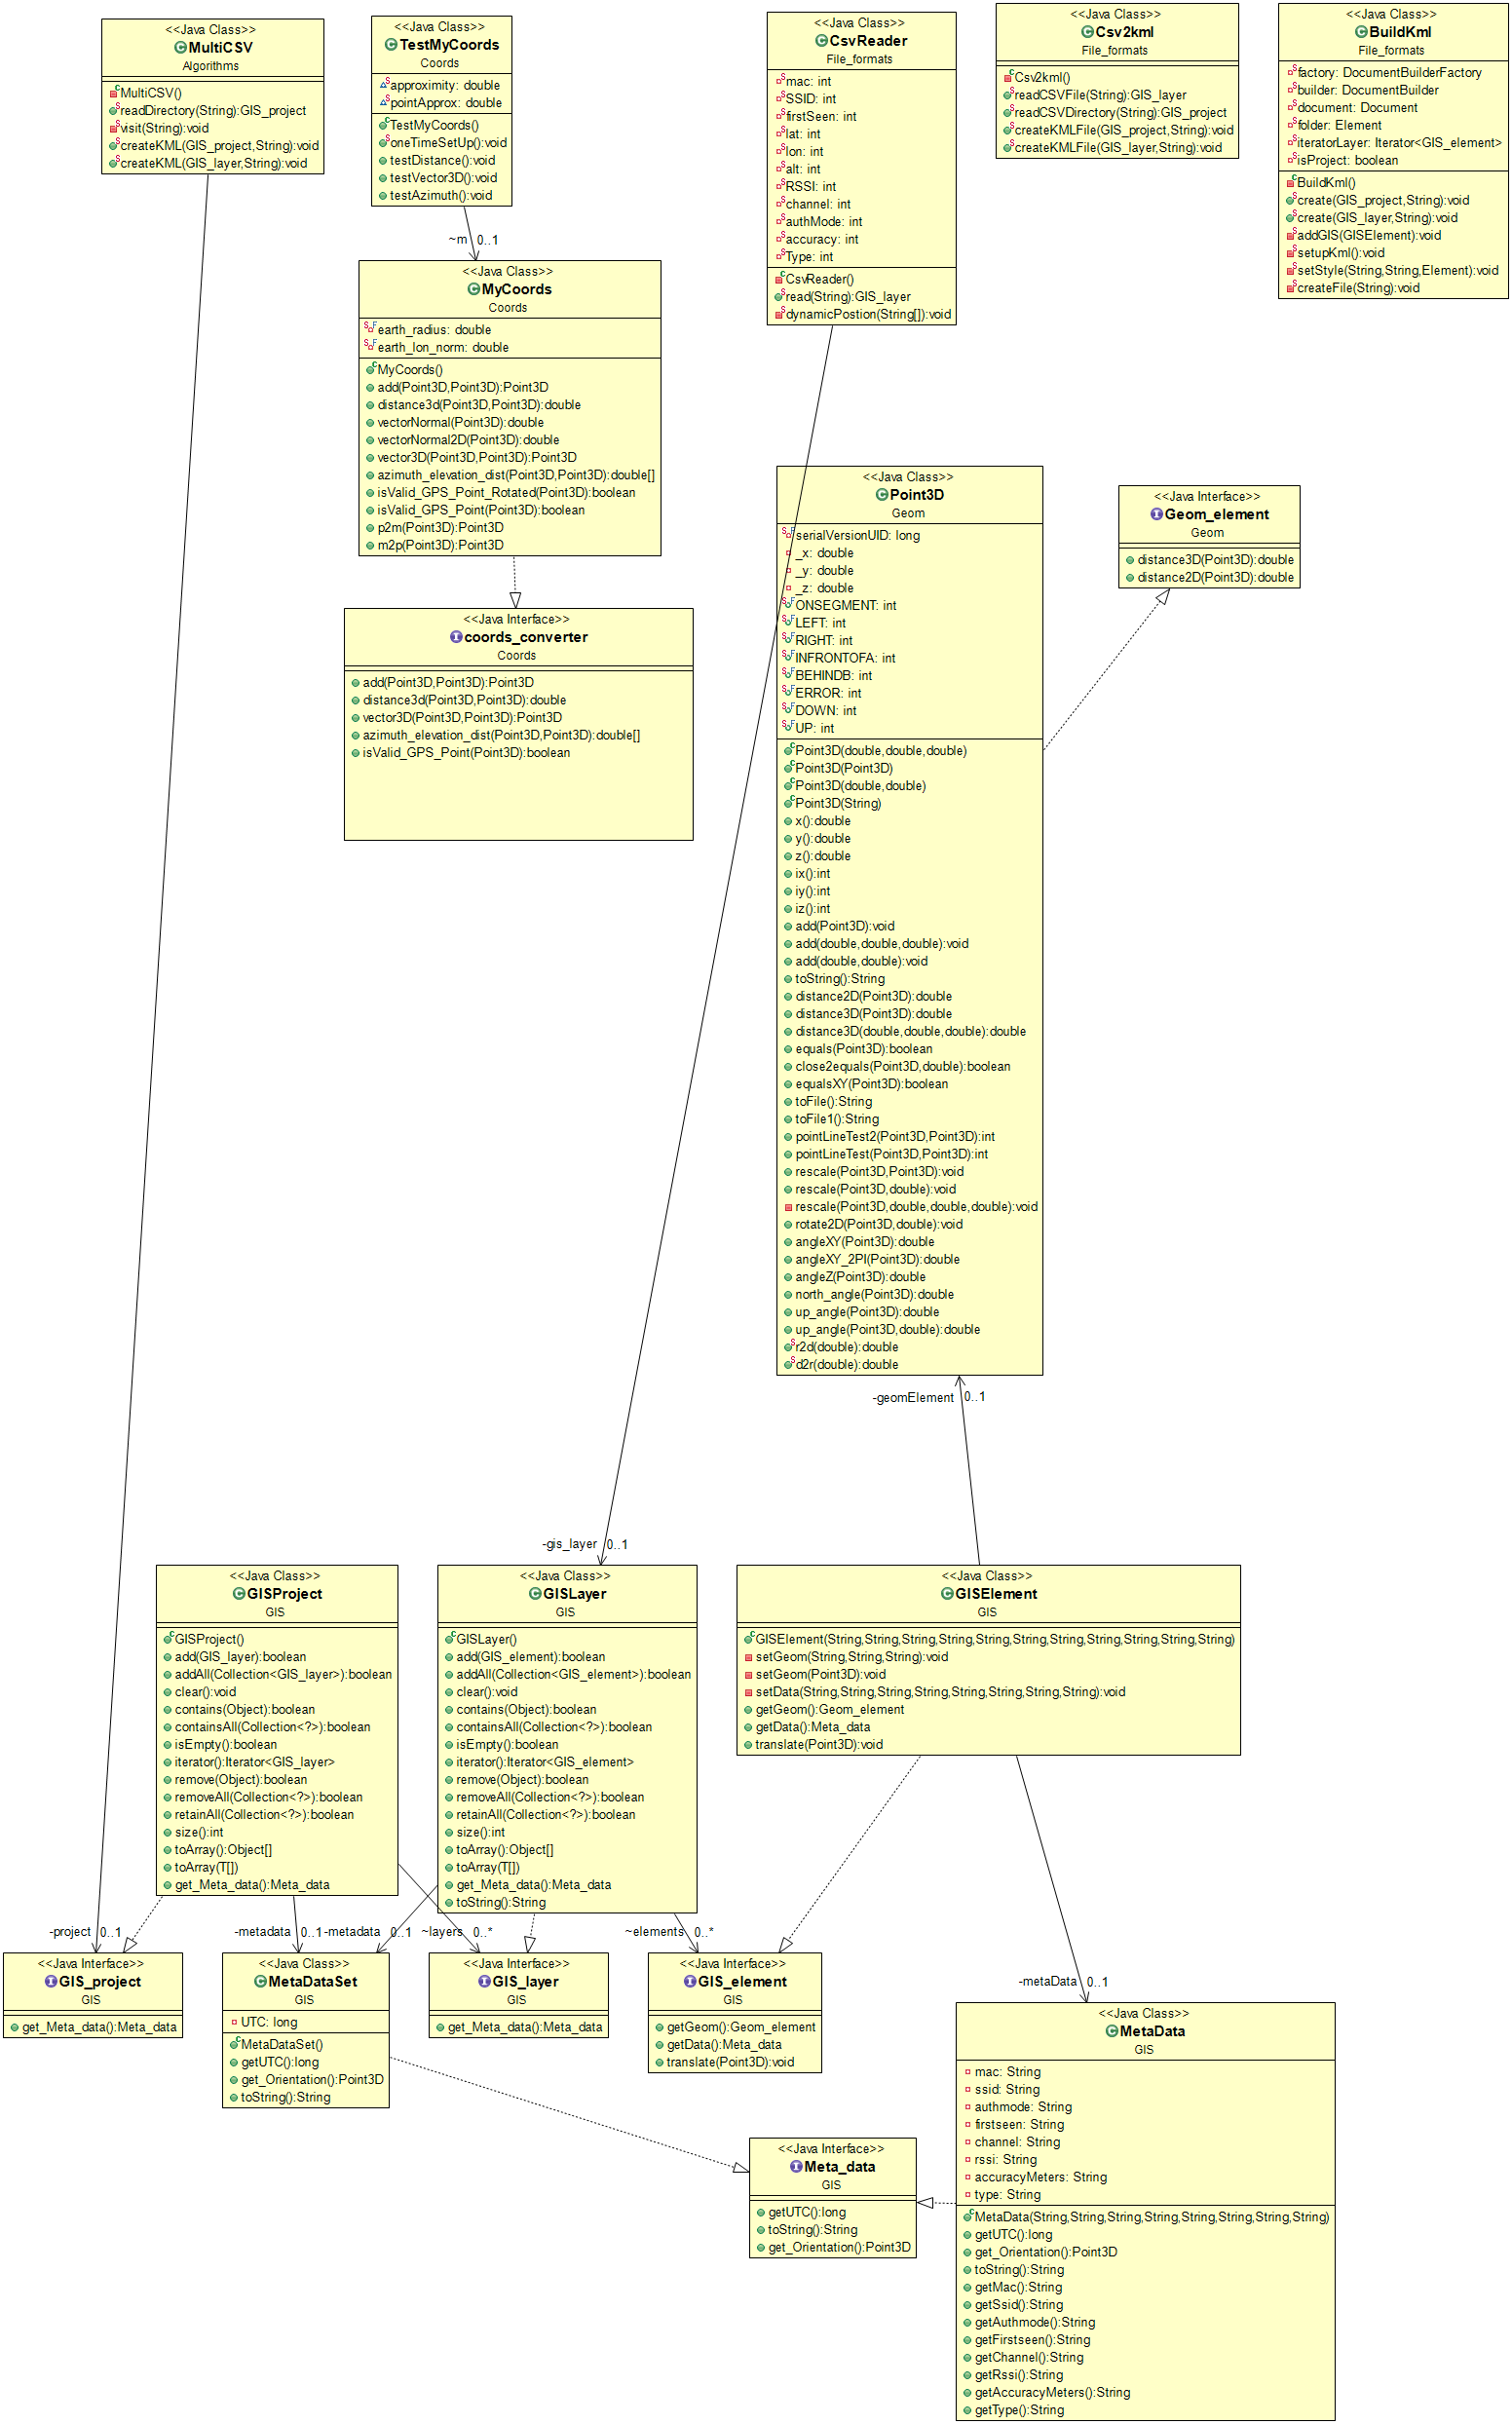 <<Java Class>>
MultiCSV
Algorithms
MultiCSV()
readDirectory(String):GIS_project
visit(String):void
createKML(GIS_project,String):void
createKML(GIS_layer,String):void
<<Java Class>>
TestMyCoords
Coords
approximity: double
pointApprox: double
TestMyCoords()
oneTimeSetUp():void
testDistance():void
testVector3D():void
testAzimuth():void
<<Java Class>>
CsvReader
File_formats
mac: int
SSID: int
firstSeen: int
lat: int
lon: int
alt: int
RSSI: int
channel: int
authMode: int
accuracy: int
Type: int
CsvReader()
read(String):GIS_layer
dynamicPostion(String[]):void
<<Java Class>>
Csv2kml
File_formats
Csv2kml()
readCSVFile(String):GIS_layer
readCSVDirectory(String):GIS_project
createKMLFile(GIS_project,String):void
createKMLFile(GIS_layer,String):void
<<Java Class>>
BuildKml
File_formats
factory: DocumentBuilderFactory
builder: DocumentBuilder
document: Document
folder: Element
iteratorLayer: Iterator<GIS_element>
isProject: boolean
BuildKml()
create(GIS_project,String):void
create(GIS_layer,String):void
addGIS(GISElement):void
setupKml():void
setStyle(String,String,Element):void
createFile(String):void
~m 0..1
<<Java Class>>
MyCoords
Coords
earth_radius: double
earth_lon_norm: double
MyCoords()
add(Point3D,Point3D):Point3D
distance3d(Point3D,Point3D):double
vectorNormal(Point3D):double
vectorNormal2D(Point3D):double
vector3D(Point3D,Point3D):Point3D
azimuth_elevation_dist(Point3D,Point3D):double[]
isValid_GPS_Point_Rotated(Point3D):boolean
isValid_GPS_Point(Point3D):boolean
p2m(Point3D):Point3D
m2p(Point3D):Point3D
<<Java Interface>>
coords_converter
Coords
add(Point3D,Point3D):Point3D
distance3d(Point3D,Point3D):double
vector3D(Point3D,Point3D):Point3D
azimuth_elevation_dist(Point3D,Point3D):double[]
isValid_GPS_Point(Point3D):boolean
<<Java Class>>
Point3D
Geom
serialVersionUID: long
_x: double
_y: double
_z: double
ONSEGMENT: int
LEFT: int
RIGHT: int
INFRONTOFA: int
BEHINDB: int
ERROR: int
DOWN: int
UP: int
Point3D(double,double,double)
Point3D(Point3D)
Point3D(double,double)
Point3D(String)
x():double
y():double
z():double
ix():int
iy():int
iz():int
add(Point3D):void
add(double,double,double):void
add(double,double):void
toString():String
distance2D(Point3D):double
distance3D(Point3D):double
distance3D(double,double,double):double
equals(Point3D):boolean
close2equals(Point3D,double):boolean
equalsXY(Point3D):boolean
toFile():String
toFile1():String
pointLineTest2(Point3D,Point3D):int
pointLineTest(Point3D,Point3D):int
rescale(Point3D,Point3D):void
rescale(Point3D,double):void
rescale(Point3D,double,double,double):void
rotate2D(Point3D,double):void
angleXY(Point3D):double
angleXY_2PI(Point3D):double
angleZ(Point3D):double
north_angle(Point3D):double
up_angle(Point3D):double
up_angle(Point3D,double):double
r2d(double):double
d2r(double):double
<<Java Interface>>
Geom_element
Geom
distance3D(Point3D):double
distance2D(Point3D):double
-geomElement 0..1
-gis_layer 0..1
<<Java Class>>
GISProject
GIS
GISProject()
add(GIS_layer):boolean
addAll(Collection<GIS_layer>):boolean
clear():void
contains(Object):boolean
containsAll(Collection<?>):boolean
isEmpty():boolean
iterator():Iterator<GIS_layer>
remove(Object):boolean
removeAll(Collection<?>):boolean
retainAll(Collection<?>):boolean
size():int
toArray():Object[]
toArray(T[])
get_Meta_data():Meta_data
<<Java Class>>
GISLayer
GIS
GISLayer()
add(GIS_element):boolean
addAll(Collection<GIS_element>):boolean
clear():void
contains(Object):boolean
containsAll(Collection<?>):boolean
isEmpty():boolean
iterator():Iterator<GIS_element>
remove(Object):boolean
removeAll(Collection<?>):boolean
retainAll(Collection<?>):boolean
size():int
toArray():Object[]
toArray(T[])
get_Meta_data():Meta_data
toString():String
<<Java Class>>
GISElement
GIS
GISElement(String,String,String,String,String,String,String,String,String,String,String)
setGeom(String,String,String):void
setGeom(Point3D):void
setData(String,String,String,String,String,String,String,String):void
getGeom():Geom_element
getData():Meta_data
translate(Point3D):void
-project 0..1
-metadata 0..1
-metadata 0..1
~layers 0..*
~elements 0..*
-metaData 0..1
<<Java Interface>>
GIS_project
GIS
get_Meta_data():Meta_data
<<Java Class>>
MetaDataSet
GIS
UTC: long
MetaDataSet()
getUTC():long
get_Orientation():Point3D
toString():String
<<Java Interface>>
GIS_layer
GIS
get_Meta_data():Meta_data
<<Java Interface>>
GIS_element
GIS
getGeom():Geom_element
getData():Meta_data
translate(Point3D):void
<<Java Interface>>
Meta_data
GIS
getUTC():long
toString():String
get_Orientation():Point3D
<<Java Class>>
MetaData
GIS
mac: String
ssid: String
authmode: String
firstseen: String
channel: String
rssi: String
accuracyMeters: String
type: String
MetaData(String,String,String,String,String,String,String,String)
getUTC():long
get_Orientation():Point3D
toString():String
getMac():String
getSsid():String
getAuthmode():String
getFirstseen():String
getChannel():String
getRssi():String
getAccuracyMeters():String
getType():String